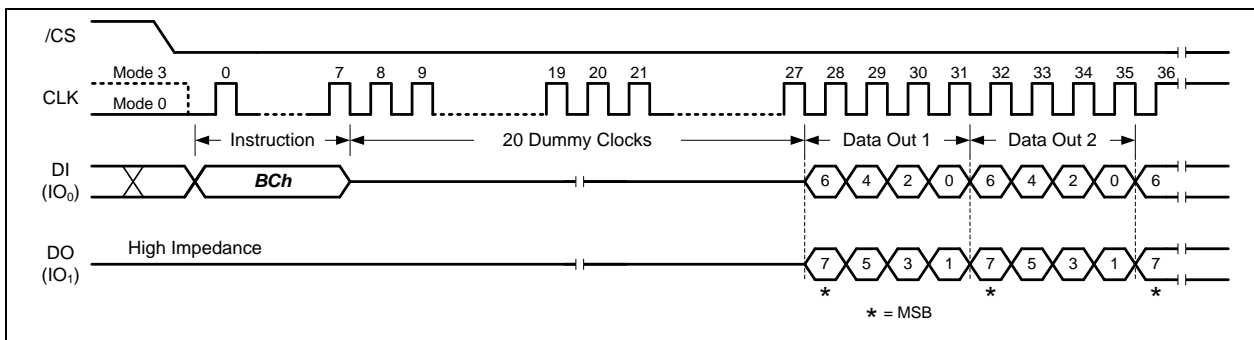 /CS
Mode 3
0 7 8 9 19 20 21 27 28 29 30 31 32 33 34 35 36
CLK
Mode 0
Instruction 20 Dummy Clocks Data Out 1 Data Out 2
DI
(IO₀)
BCh
6 4 2 0 6 4 2 0 6
High Impedance
DO
(IO₁)
7 5 3 1 7 5 3 1 7
* * *
* = MSB